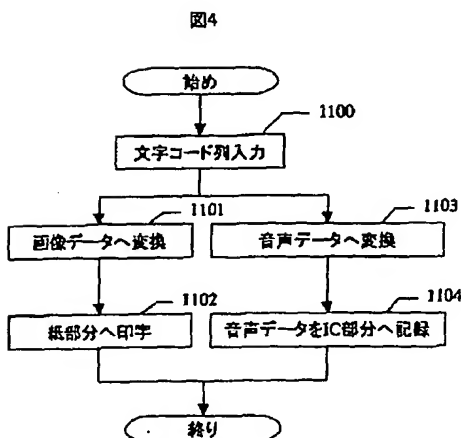 図4
始め
1100
文字コード列入力
1101
1103
画像データへ変換
音声データへ変換
1102
1104
紙部分へ印字
音声データをIC部分へ記録
終り